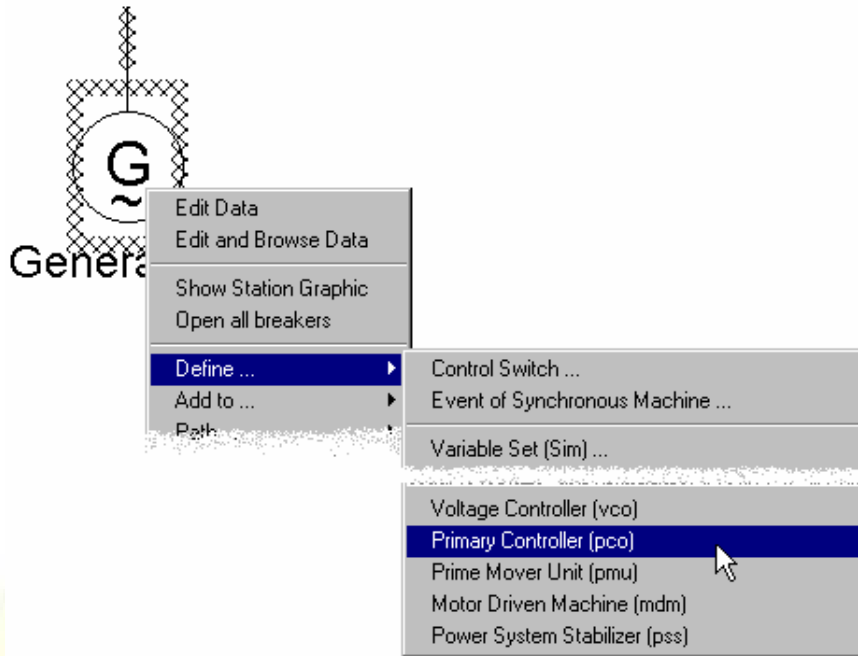 G
~
Genera
Edit Data
Edit and Browse Data
Show Station Graphic
Open all breakers
Define ...
Add to ...
Path
Control Switch ...
Event of Synchronous Machine ...
Variable Set (Sim) ...
Voltage Controller (vco)
Primary Controller (pco)
Prime Mover Unit (pmu)
Motor Driven Machine (mdm)
Power System Stabilizer (pss)